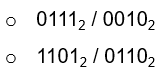 ○ 0111₂ / 0010₂
○ 1101₂ / 0110₂